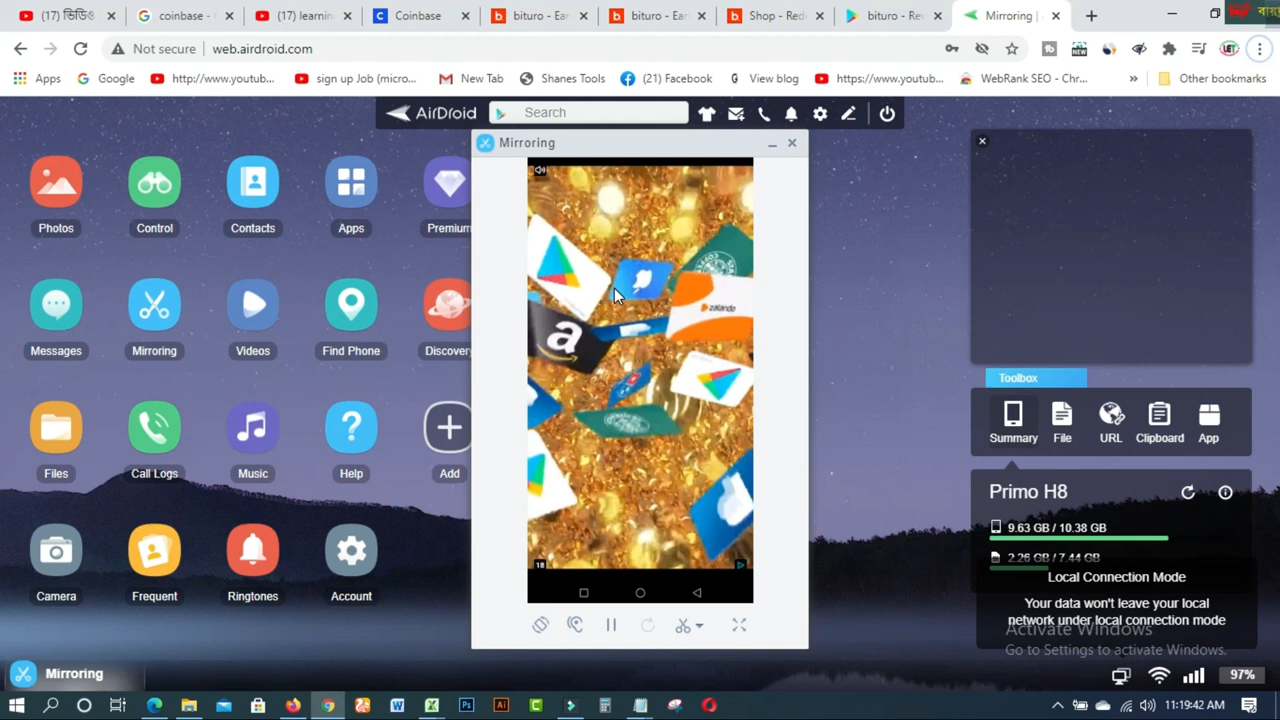 (17) ভিডিও
coinbase - G
(17) learnin
Coinbase
bituro - Es
bituro - Ear
Shop - Red
bituro - Re
Mirroring |
বায়া
Not secure
web.airdroid.com
Apps
Google
http://www.youtub...
sign up Job (micro...
New Tab
Shanes Tools
(21) Facebook
View blog
https://www.youtub...
WebRank SEO - Chr...
»
Other bookmarks
AirDroid
Search
Mirroring
Photos
Control
Contacts
Apps
Premium
Messages
Mirroring
Videos
Find Phone
Discover
Files
Call Logs
Music
Help
Add
Camera
Frequent
Ringtones
Account
zalando
18
Toolbox
Summary
File
URL
Clipboard
App
Primo H8
9.63 GB / 10.38 GB
2.26 GB / 7.44 GB
Local Connection Mode
Your data won't leave your local
network under local connection mode
Activate Windows
Go to Settings to activate Windows.
Mirroring
97%
11:19:42 AM